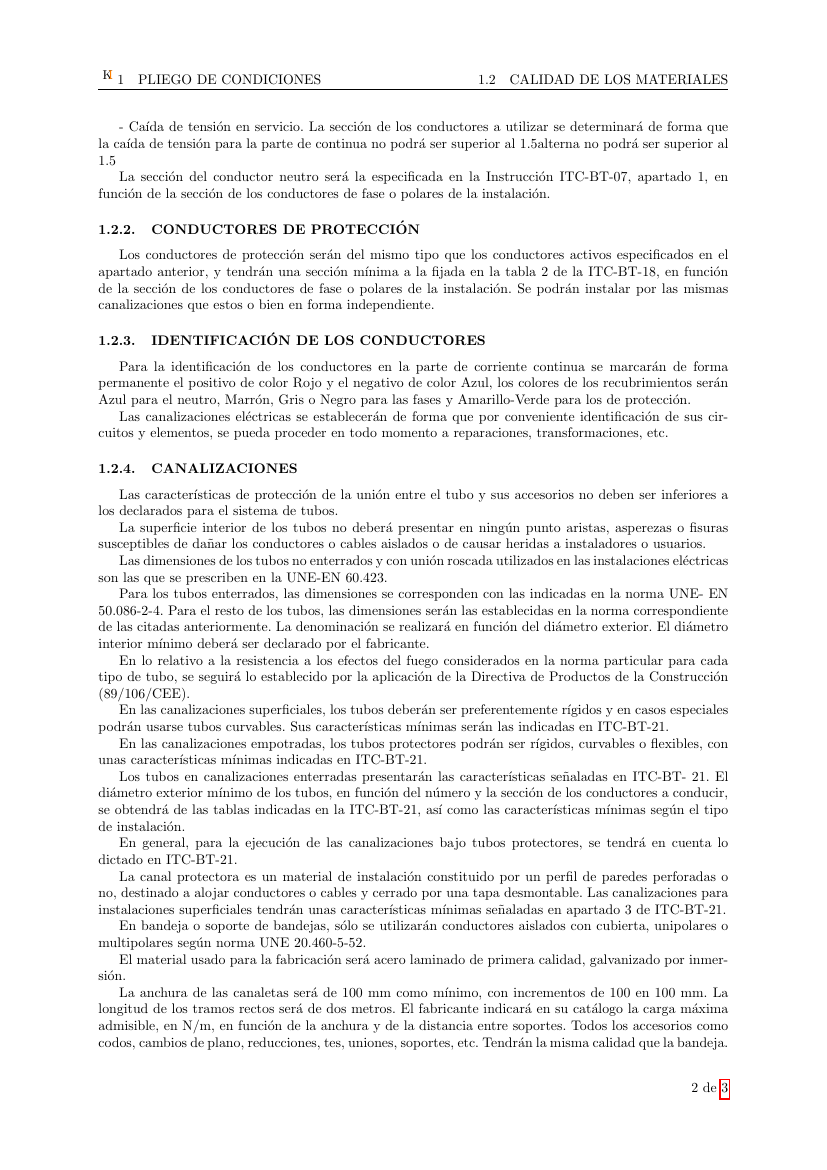 K 1 PLIEGO DE CONDICIONES 1.2 CALIDAD DE LOS MATERIALES
- Caída de tensión en servicio. La sección de los conductores a utilizar se determinará de forma que
la caída de tensión para la parte de continua no podrá ser superior al 1.5alterna no podrá ser superior al
1.5
La sección del conductor neutro será la especificada en la Instrucción ITC-BT-07, apartado 1, en
función de la sección de los conductores de fase o polares de la instalación.
1.2.2. CONDUCTORES DE PROTECCIÓN
Los conductores de protección serán del mismo tipo que los conductores activos especificados en el
apartado anterior, y tendrán una sección mínima a la fijada en la tabla 2 de la ITC-BT-18, en función
de la sección de los conductores de fase o polares de la instalación. Se podrán instalar por las mismas
canalizaciones que estos o bien en forma independiente.
1.2.3. IDENTIFICACIÓN DE LOS CONDUCTORES
Para la identificación de los conductores en la parte de corriente continua se marcarán de forma
permanente el positivo de color Rojo y el negativo de color Azul, los colores de los recubrimientos serán
Azul para el neutro, Marrón, Gris o Negro para las fases y Amarillo-Verde para los de protección.
Las canalizaciones eléctricas se establecerán de forma que por conveniente identificación de sus cir-
cuitos y elementos, se pueda proceder en todo momento a reparaciones, transformaciones, etc.
1.2.4. CANALIZACIONES
Las características de protección de la unión entre el tubo y sus accesorios no deben ser inferiores a
los declarados para el sistema de tubos.
La superficie interior de los tubos no deberá presentar en ningún punto aristas, asperezas o fisuras
susceptibles de dañar los conductores o cables aislados o de causar heridas a instaladores o usuarios.
Las dimensiones de los tubos no enterrados y con unión roscada utilizados en las instalaciones eléctricas
son las que se prescriben en la UNE-EN 60.423.
Para los tubos enterrados, las dimensiones se corresponden con las indicadas en la norma UNE- EN
50.086-2-4. Para el resto de los tubos, las dimensiones serán las establecidas en la norma correspondiente
de las citadas anteriormente. La denominación se realizará en función del diámetro exterior. El diámetro
interior mínimo deberá ser declarado por el fabricante.
En lo relativo a la resistencia a los efectos del fuego considerados en la norma particular para cada
tipo de tubo, se seguirá lo establecido por la aplicación de la Directiva de Productos de la Construcción
(89/106/CEE).
En las canalizaciones superficiales, los tubos deberán ser preferentemente rígidos y en casos especiales
podrán usarse tubos curvables. Sus características mínimas serán las indicadas en ITC-BT-21.
En las canalizaciones empotradas, los tubos protectores podrán ser rígidos, curvables o flexibles, con
unas características mínimas indicadas en ITC-BT-21.
Los tubos en canalizaciones enterradas presentarán las características señaladas en ITC-BT- 21. El
diámetro exterior mínimo de los tubos, en función del número y la sección de los conductores a conducir,
se obtendrá de las tablas indicadas en la ITC-BT-21, así como las características mínimas según el tipo
de instalación.
En general, para la ejecución de las canalizaciones bajo tubos protectores, se tendrá en cuenta lo
dictado en ITC-BT-21.
La canal protectora es un material de instalación constituido por un perfil de paredes perforadas o
no, destinado a alojar conductores o cables y cerrado por una tapa desmontable. Las canalizaciones para
instalaciones superficiales tendrán unas características mínimas señaladas en apartado 3 de ITC-BT-21.
En bandeja o soporte de bandejas, sólo se utilizarán conductores aislados con cubierta, unipolares o
multipolares según norma UNE 20.460-5-52.
El material usado para la fabricación será acero laminado de primera calidad, galvanizado por inmer-
sión.
La anchura de las canaletas será de 100 mm como mínimo, con incrementos de 100 en 100 mm. La
longitud de los tramos rectos será de dos metros. El fabricante indicará en su catálogo la carga máxima
admisible, en N/m, en función de la anchura y de la distancia entre soportes. Todos los accesorios como
codos, cambios de plano, reducciones, tes, uniones, soportes, etc. Tendrán la misma calidad que la bandeja.
2 de 3